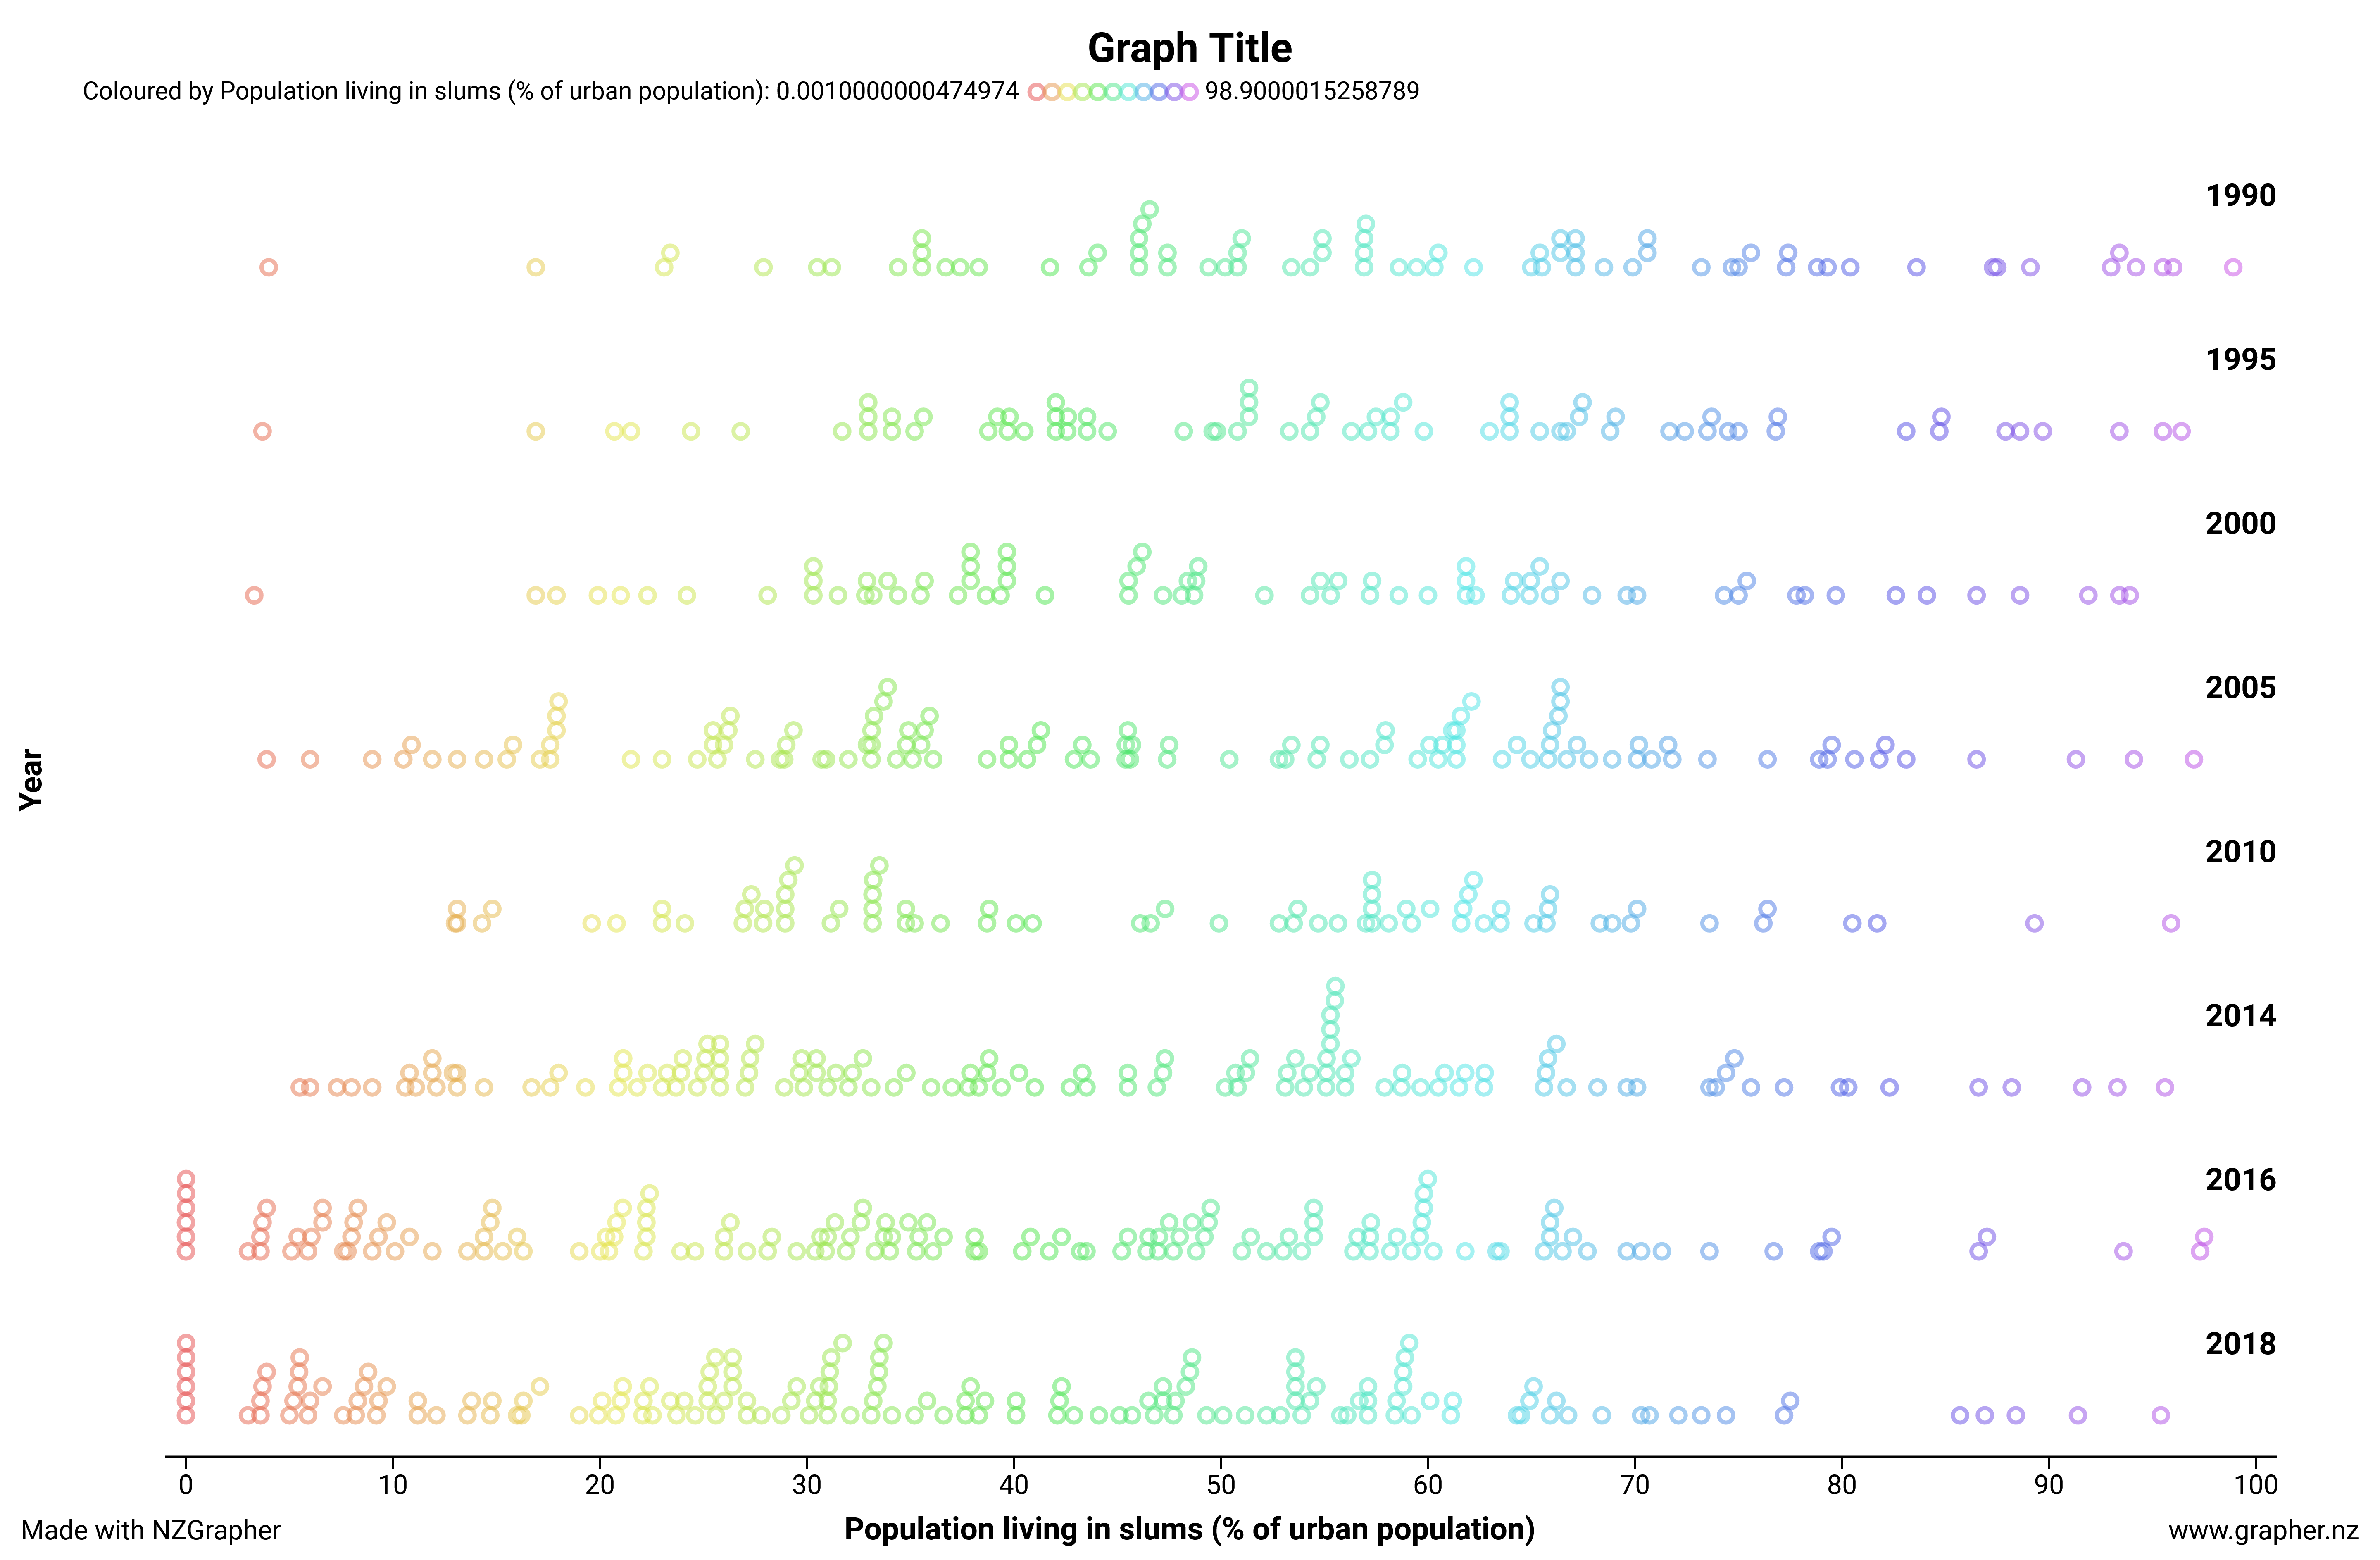 Graph Title
Coloured by Population living in slums (% of urban population): 0.0010000000474974 98.9000015258789
1990
1995
2000
2005
Year
2010
2014
2016
2018
0 10 20 30 40 50 60 70 80 90 100
Made with NZGrapher Population living in slums (% of urban population) www.grapher.nz